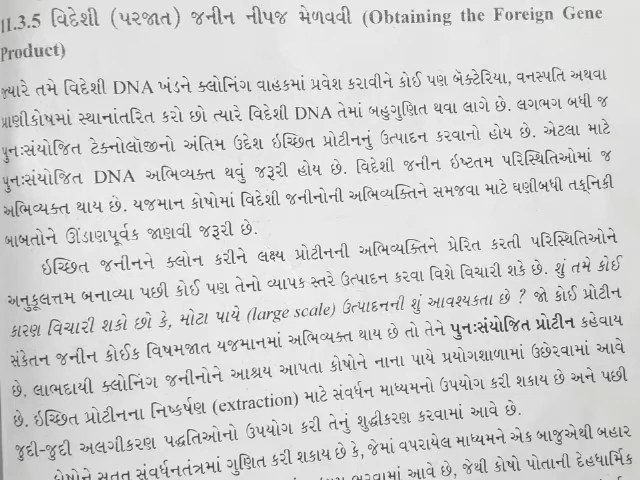 11.3.5 વિદેશી (પરજાત) જનીન નીપજ મેળવવી (Obtaining the Foreign Gene
Product)
જ્યારે તમે વિદેશી DNA ખંડને ક્લોનિંગ વાહકમાં પ્રવેશ કરાવીને કોઈ પણ બૅક્ટેરિયા, વનસ્પતિ અથવા
પ્રાણીકોષમાં સ્થાનાંતરિત કરો છો ત્યારે વિદેશી DNA તેમાં બહુગુણિત થવા લાગે છે. લગભગ બધી જ
પુનઃસંયોજિત ટેક્નોલૉજીનો અંતિમ ઉદેશ ઇચ્છિત પ્રોટીનનું ઉત્પાદન કરવાનો હોય છે. એટલા માટે
પુનઃસંયોજિત DNA અભિવ્યક્ત થવું જરૂરી હોય છે. વિદેશી જનીન ઇષ્ટતમ પરિસ્થિતિઓમાં જ
અભિવ્યક્ત થાય છે. યજમાન કોષોમાં વિદેશી જનીનોની અભિવ્યક્તિને સમજવા માટે ઘણીબધી તક્નિકી
બાબતોને ઊંડાણપૂર્વક જાણવી જરૂરી છે.
ઇચ્છિત જનીનને ક્લોન કરીને લક્ષ્ય પ્રોટીનની અભિવ્યક્તિને પ્રેરિત કરતી પરિસ્થિતિઓને
અનુકૂલત્તમ બનાવ્યા પછી કોઈ પણ તેનો વ્યાપક સ્તરે ઉત્પાદન કરવા વિશે વિચારી શકે છે. શું તમે કોઈ
કારણ વિચારી શકો છો કે, મોટા પાયે (large scale) ઉત્પાદનની શું આવશ્યકતા છે ? જો કોઈ પ્રોટીન
સંકેતન જનીન કોઈક વિષમજાત યજમાનમાં અભિવ્યક્ત થાય છે તો તેને પુનઃસંયોજિત પ્રોટીન કહેવાય
છે. લાભદાયી ક્લોનિંગ જનીનોને આશ્રય આપતા કોષોને નાના પાયે પ્રયોગશાળામાં ઉછેરવામાં આવે
છે. ઇચ્છિત પ્રોટીનના નિષ્કર્ષણ (extraction) માટે સંવર્ધન માધ્યમનો ઉપયોગ કરી શકાય છે અને પછી
જુદી-જુદી અલગીકરણ પદ્ધતિઓનો ઉપયોગ કરી તેનું શુદ્ધીકરણ કરવામાં આવે છે.
કોષોને સતત સંવર્ધનતંત્રમાં ગુણિત કરી શકાય છે કે, જેમાં વપરાયેલ માધ્યમને એક બાજુએથી બહાર
ભરવામાં આવે છે, જેથી કોષો પોતાની દેહધાર્મિક